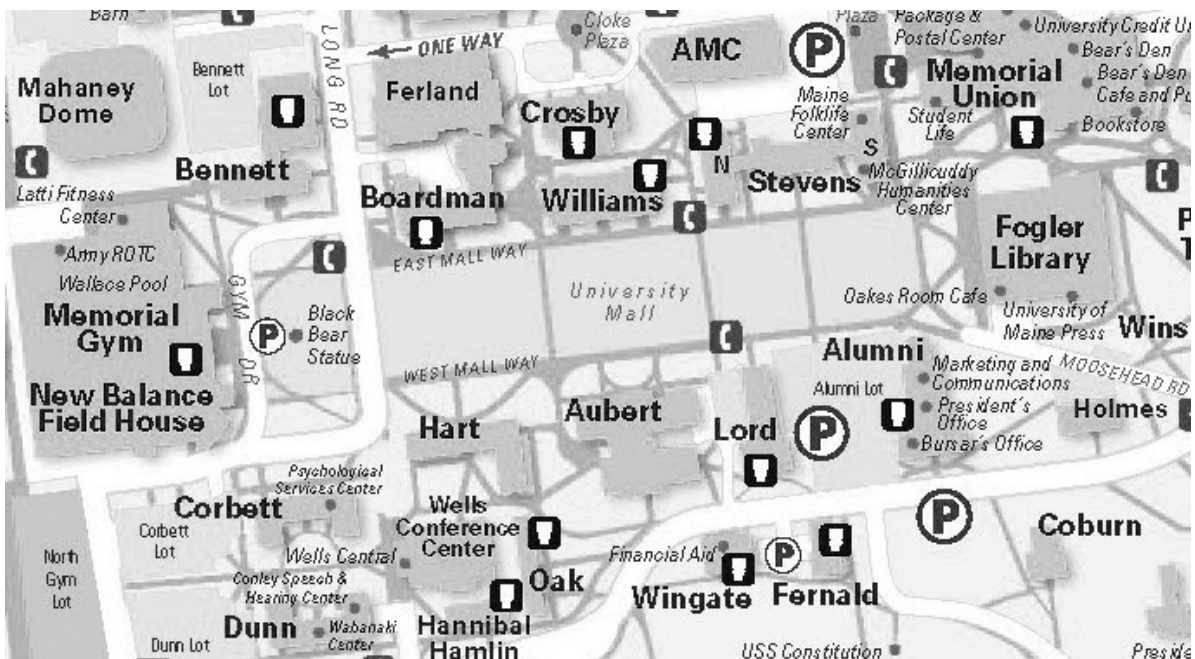 Barn
Mahaney
Dome
Bennett
Lot
LONG RD
ONE WAY
Ferland
Cloke
Plaza
AMC
P
Plaza
Package &
Postal Center
University Credit
Bear's Den
Bear's Den
Cafe and
Bookstore
Memorial
Union
Student
Life
Maine
Folklife
Center
Crosby
Bennett
Latti Fitness
Center
Boardman
Williams
N
Stevens
S
McGillicuddy
Humanities
Center
Fogler
Library
Army ROTC
Wallace Pool
GYM DR
EAST MALL WAY
University
Mall
Oakes Room Cafe
University of
Maine Press
Wins
Memorial
Gym
P
Black
Bear
Statue
WEST MALL WAY
Alumni
Marketing and
Communications
President's
Office
Bursar's Office
MOOSEHEAD RD
Holmes
New Balance
Field House
Hart
Aubert
Lord
P
Alumni Lot
Psychological
Services Center
Corbett
Corbett
Lot
Wells
Conference
Center
Wells Central
Conley Speech &
Hearing Center
Oak
Financial Aid
Wingate
P
Fernald
P
Coburn
North
Gym
Lot
Dunn
Dunn Lot
Wabanaki
Center
Hannibal
Hamlin
USS Constitution
Preside